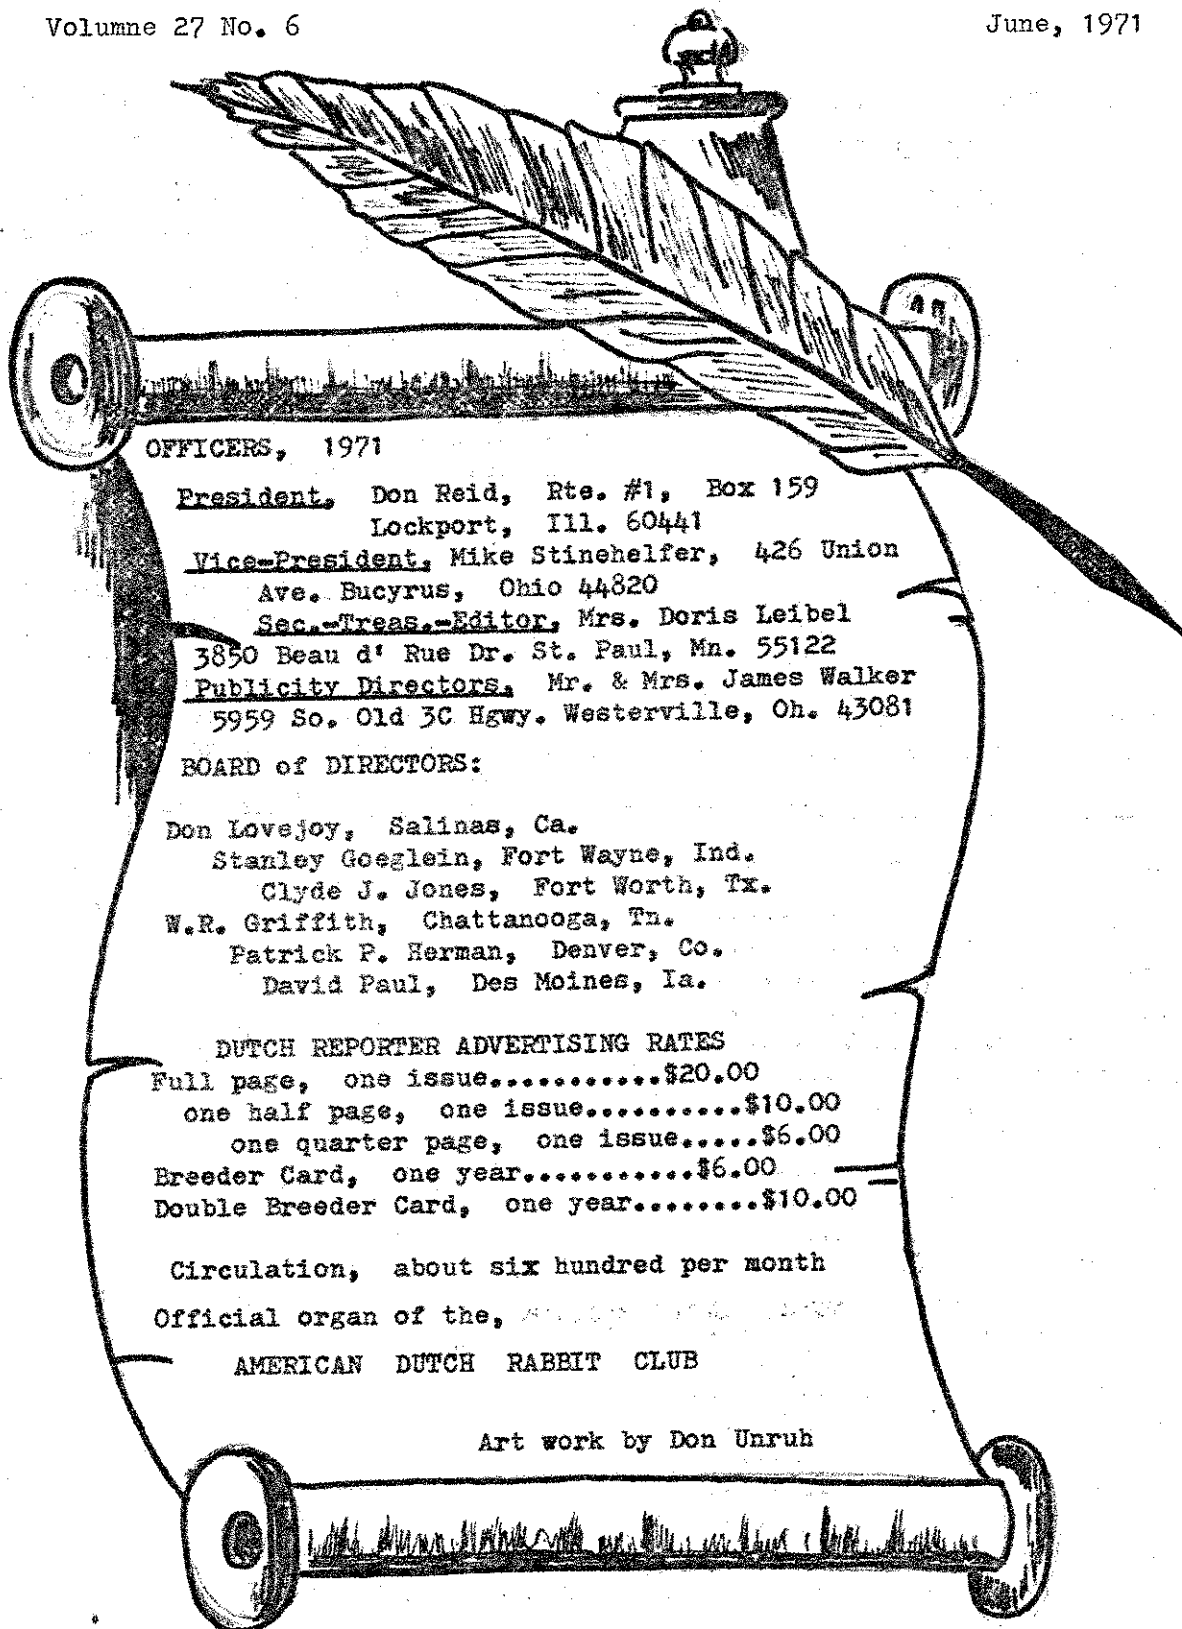 Volumne 27 No. 6
June, 1971
OFFICERS, 1971
President, Don Reid, Rte. #1, Box 159
Lockport, Ill. 60441
Vice-President, Mike Stinehelfer, 426 Union
Ave. Bucyrus, Ohio 44820
Sec.-Treas.-Editor, Mrs. Doris Leibel
3850 Beau d' Rue Dr. St. Paul, Mn. 55122
Publicity Directors, Mr. & Mrs. James Walker
5959 So. Old 3C Hgwy. Westerville, Oh. 43081
BOARD of DIRECTORS:
Don Lovejoy, Salinas, Ca.
Stanley Goeglein, Fort Wayne, Ind.
Clyde J. Jones, Fort Worth, Tx.
W.R. Griffith, Chattanooga, Tn.
Patrick P. Herman, Denver, Co.
David Paul, Des Moines, Ia.
DUTCH REPORTER ADVERTISING RATES
Full page, one issue............$20.00
one half page, one issue..........$10.00
one quarter page, one issue.....$6.00
Breeder Card, one year...........$6.00
Double Breeder Card, one year........$10.00
Circulation, about six hundred per month
Official organ of the,
AMERICAN DUTCH RABBIT CLUB
Art work by Don Unruh